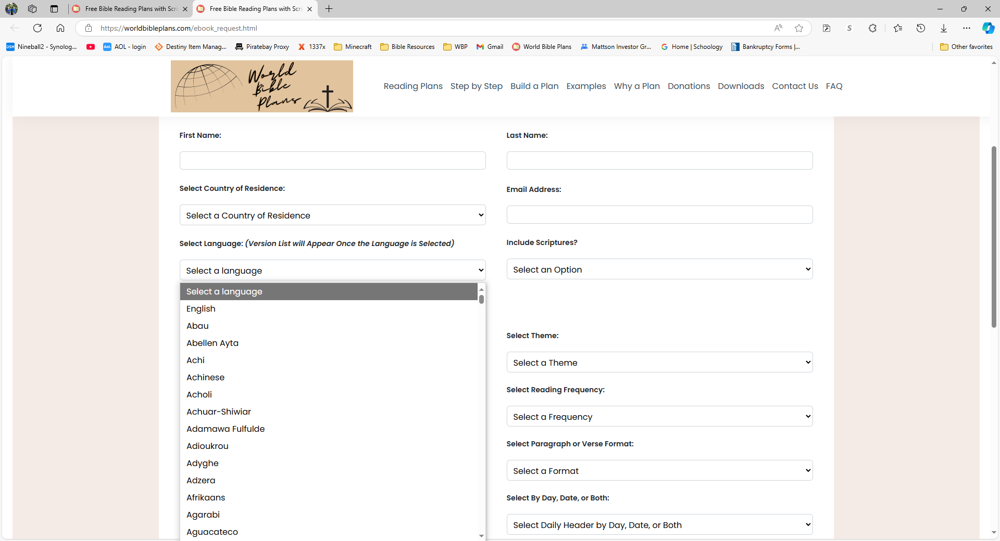 Free Bible Reading Plans with Scri
Free Bible Reading Plans with Scri
https://worldbibleplans.com/ebook_request.html
DSM Nineball2 - Synolog...
Aol. AOL - login
Destiny Item Manag...
Piratebay Proxy
1337x
Minecraft
Bible Resources
WBP
Gmail
World Bible Plans
Mattson Investor Gr...
Home | Schoology
Bankruptcy Forms |...
Other favorites
World
Bible
Plans
Reading Plans Step by Step Build a Plan Examples Why a Plan Donations Downloads Contact Us FAQ
First Name:
Last Name:
Select Country of Residence:
Email Address:
Select a Country of Residence
Select Language: (Version List will Appear Once the Language is Selected)
Include Scriptures?
Select a language
Select an Option
Select a language
English
Abau
Abellen Ayta
Achi
Achinese
Acholi
Achuar-Shiwiar
Adamawa Fulfulde
Adioukrou
Adyghe
Adzera
Afrikaans
Agarabi
Aguacateco
Select Theme:
Select a Theme
Select Reading Frequency:
Select a Frequency
Select Paragraph or Verse Format:
Select a Format
Select By Day, Date, or Both:
Select Daily Header by Day, Date, or Both